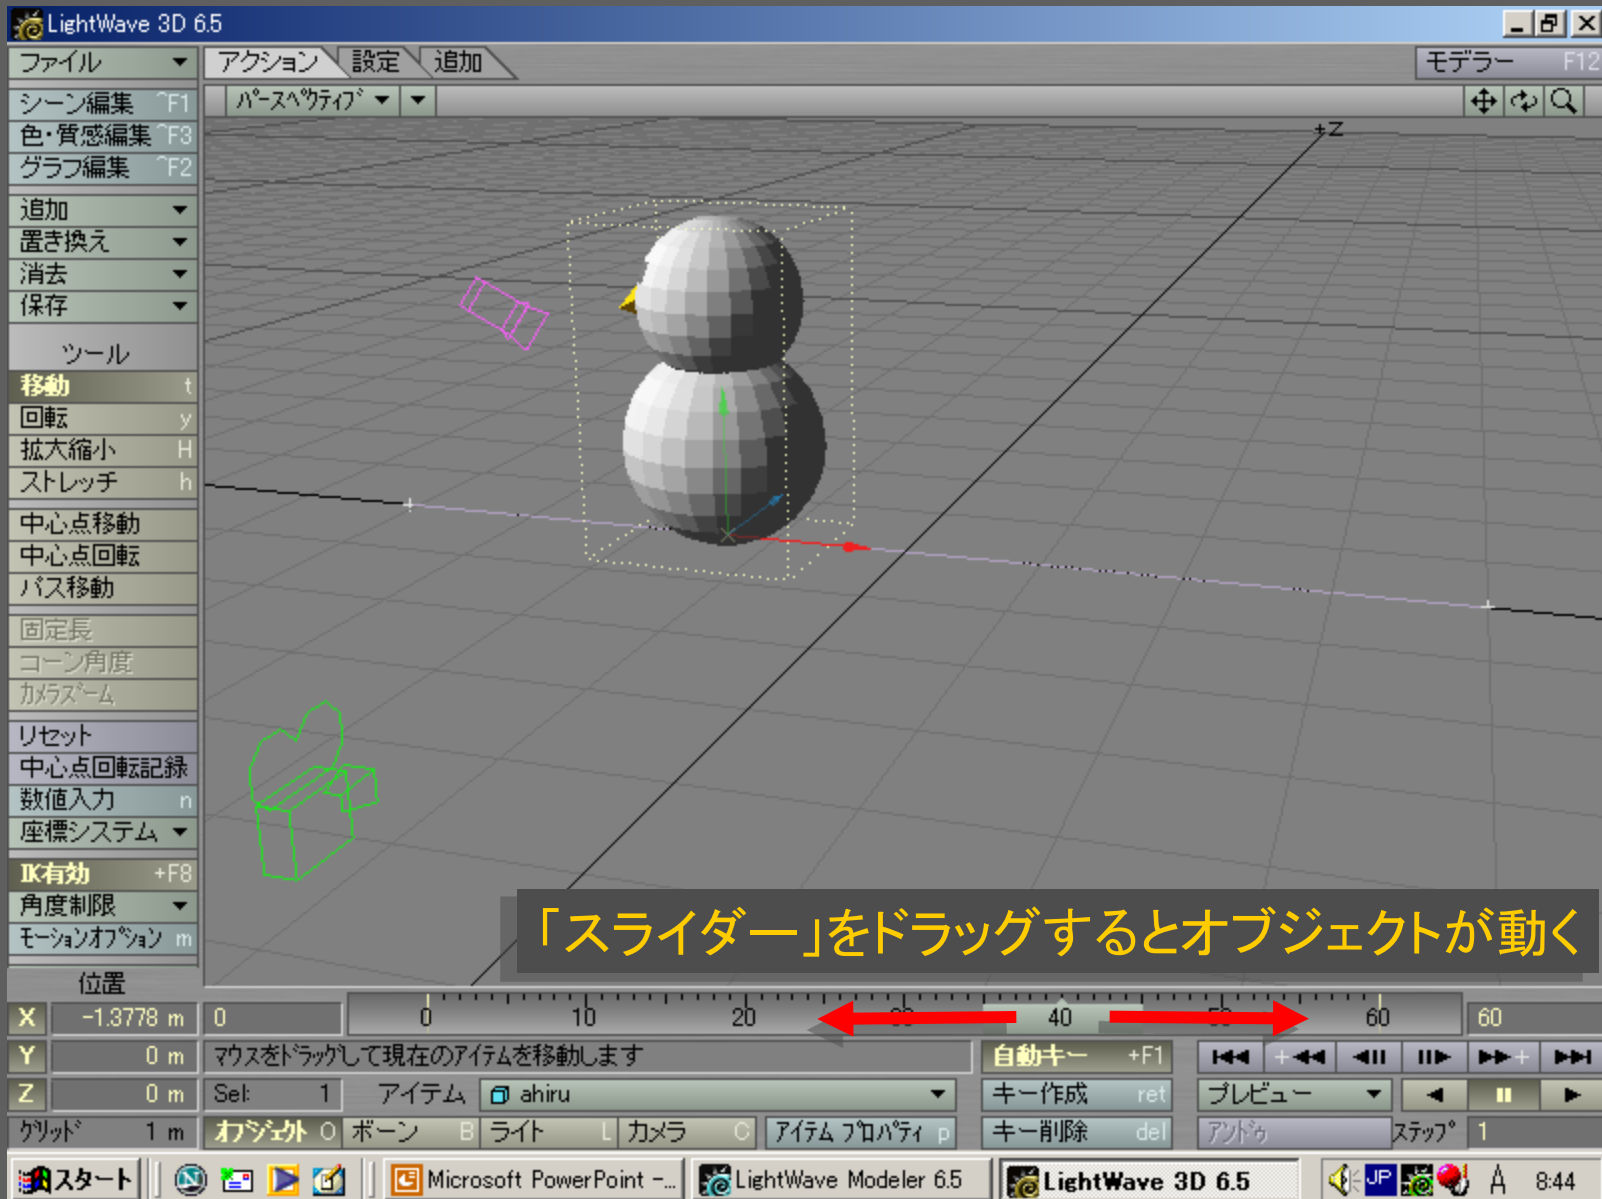 LightWave 3D 6.5
ファイル
アクション 設定 追加
モデラー F12
シーン編集 ^F1
色・質感編集 ^F3
グラフ編集 ^F2
パースペクティブ
追加
置き換え
消去
保存
ツール
移動 t
回転 y
拡大縮小 H
ストレッチ h
中心点移動
中心点回転
パス移動
固定長
コーン角度
カメラズーム
リセット
中心点回転記録
数値入力 n
座標システム
IK有効 +F8
角度制限
モーションオプション m
+Z
「スライダー」をドラッグするとオブジェクトが動く
位置
X -1.3778 m
0
0 10 20 40 60
60
Y 0 m
マウスをドラッグして現在のアイテムを移動します
自動キー +F1
Z 0 m
Sel: 1
アイテム ahiru
キー作成 ret
プレビュー
グリッド 1 m
オブジェクト O
ボーン B
ライト L
カメラ C
アイテム プロパティ p
キー削除 del
アンドゥ
ステップ 1
スタート
Microsoft PowerPoint -...
LightWave Modeler 6.5
LightWave 3D 6.5
JP
A
8:44